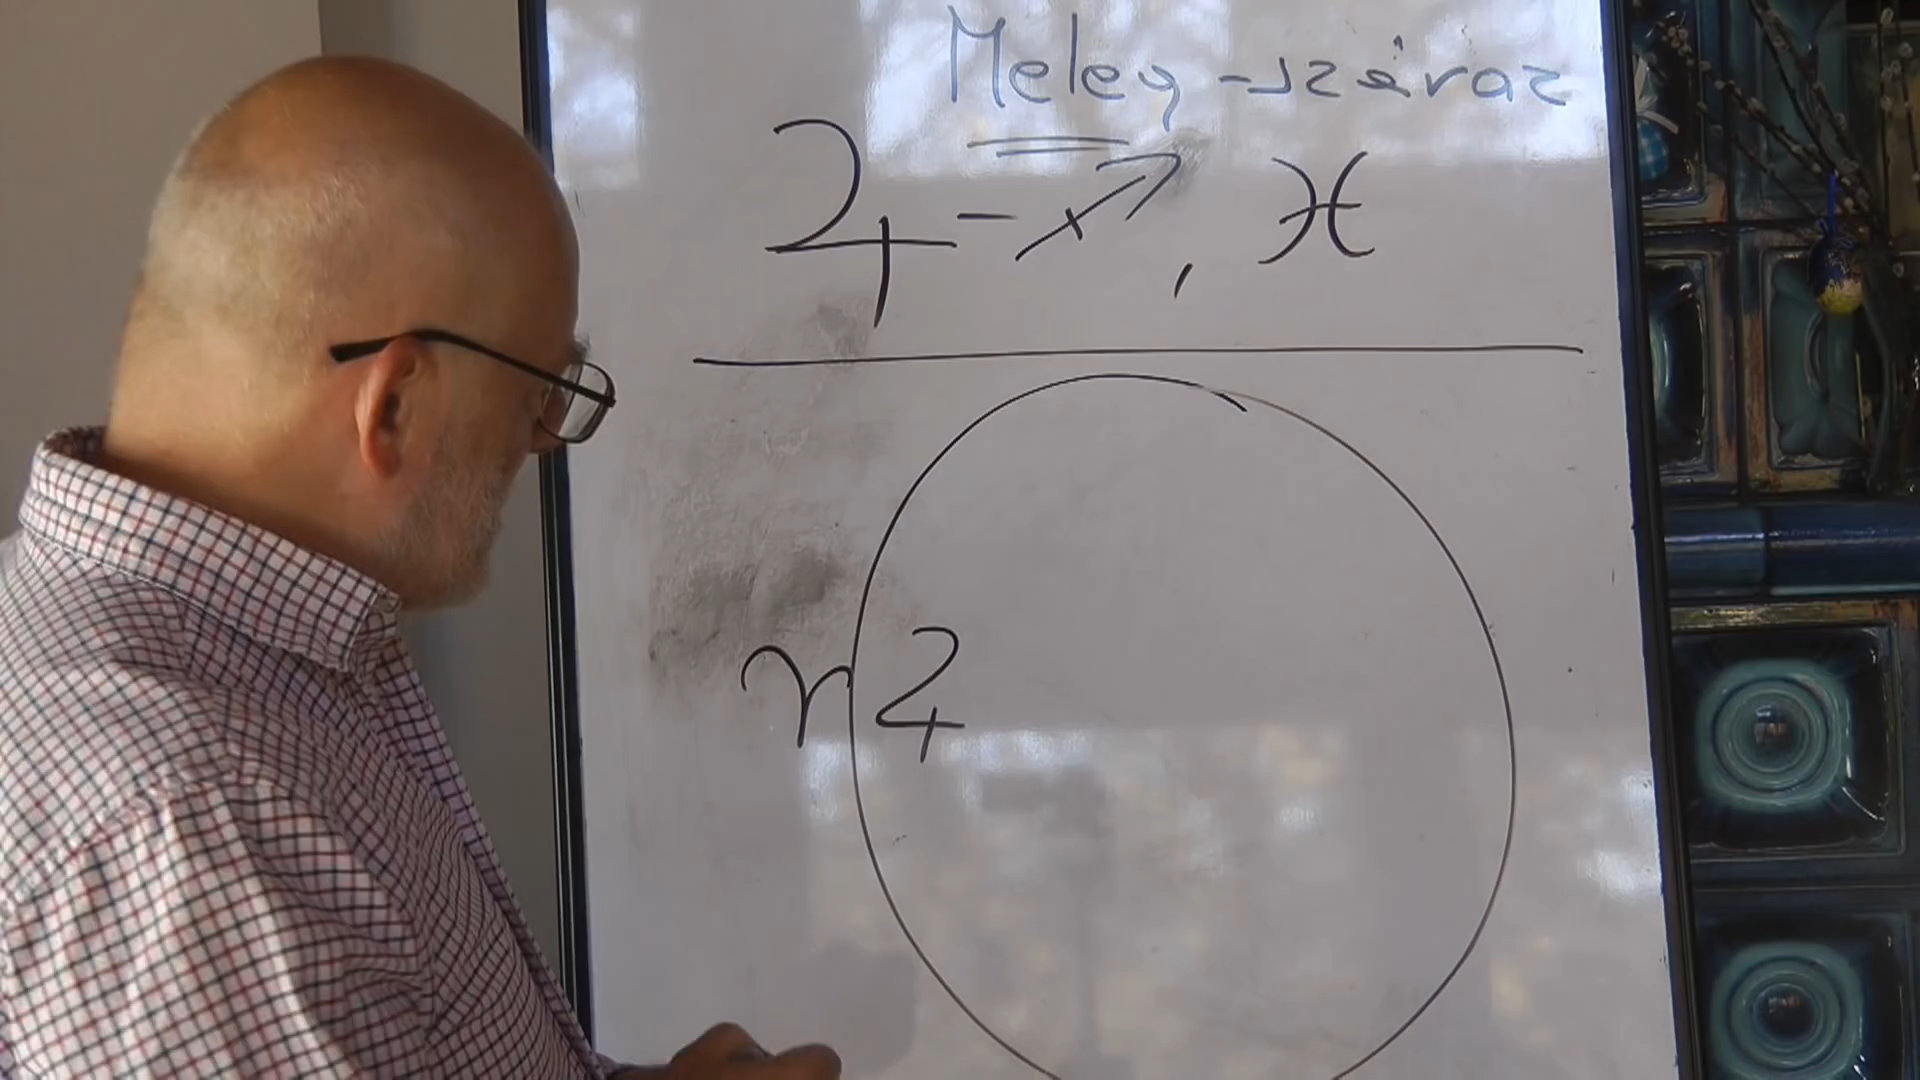 Meleg - száraz
♃ - ♐, ♓
♈ ♃